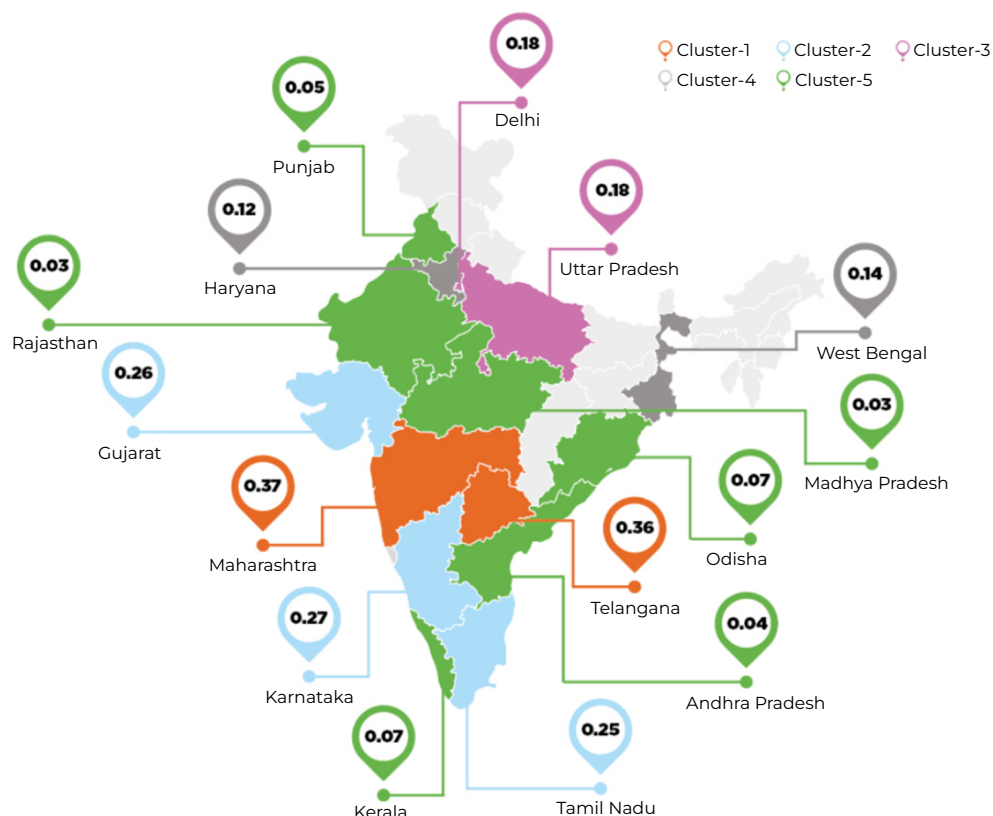 0.18
Delhi
Cluster-1 Cluster-2 Cluster-3
Cluster-4 Cluster-5
0.05
Punjab
0.12
Haryana
0.18
Uttar Pradesh
0.03
Rajasthan
0.14
West Bengal
0.26
Gujarat
0.03
Madhya Pradesh
0.37
Maharashtra
0.07
Odisha
0.36
Telangana
0.27
Karnataka
0.04
Andhra Pradesh
0.07
Kerala
0.25
Tamil Nadu